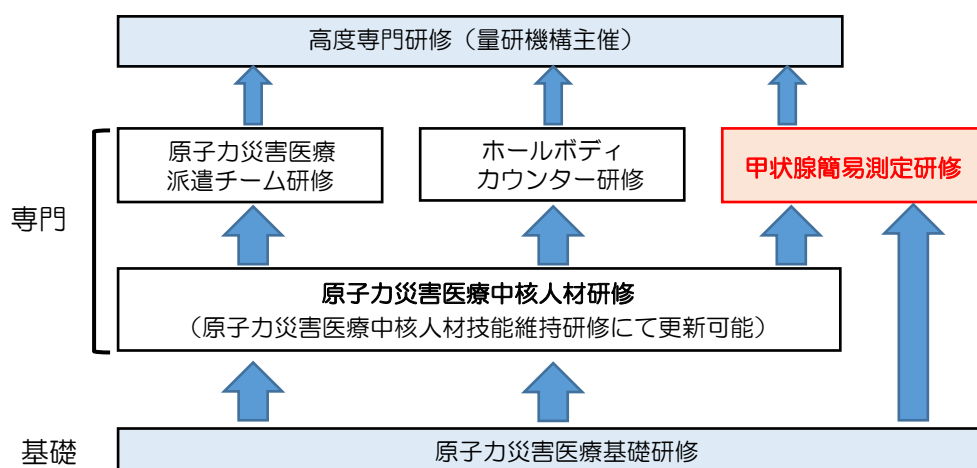 高度専門研修（量研機構主催）
原子力災害医療
派遣チーム研修
ホールボディ
カウンター研修
甲状腺簡易測定研修
専門
原子力災害医療中核人材研修
（原子力災害医療中核人材技能維持研修にて更新可能）
基礎
原子力災害医療基礎研修